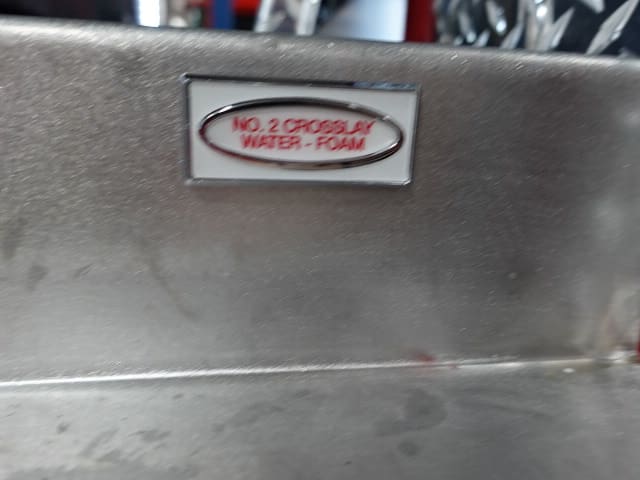 NO. 2 CROSSLAY
WATER - FOAM